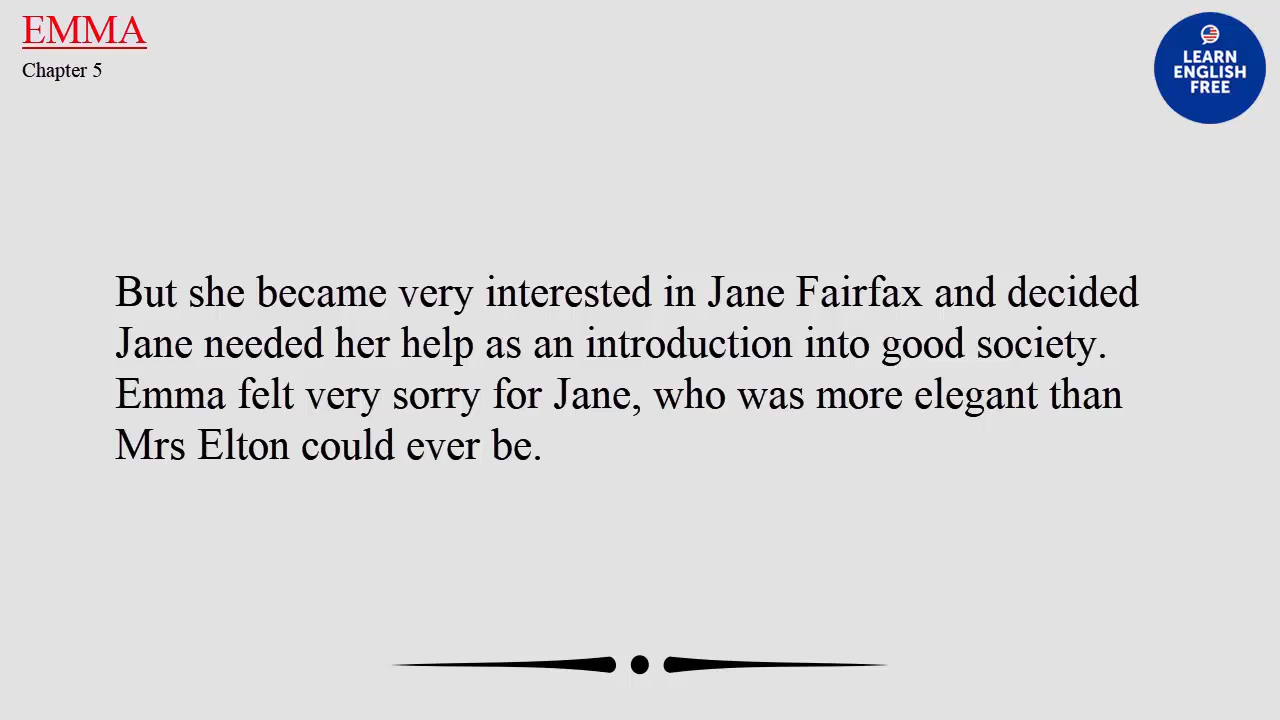 EMMA
Chapter 5
LEARN
ENGLISH
FREE
But she became very interested in Jane Fairfax and decided
Jane needed her help as an introduction into good society.
Emma felt very sorry for Jane, who was more elegant than
Mrs Elton could ever be.